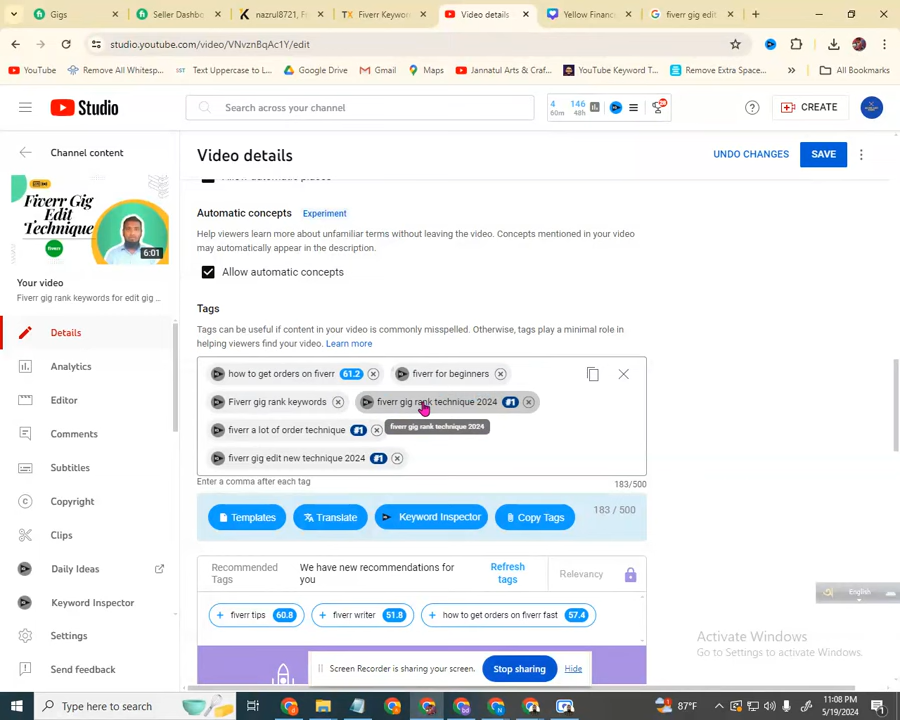 Gigs
Seller Dashbo
nazrul8721, F
Fiverr Keywor
Video details
Yellow Financ
fiverr gig edit
studio.youtube.com/video/VNvznBqAc1Y/edit
YouTube
Remove All Whitesp...
SST Text Uppercase to L...
Google Drive
Gmail
Maps
Jannatul Arts & Craf...
YouTube Keyword T...
Remove Extra Space...
All Bookmarks
Studio
Search across your channel
4 60m
146 48h
CREATE
Channel content
Video details
UNDO CHANGES
SAVE
Fiverr Gig
Edit
Technique
fiverr
6:01
Allow automatic places
Automatic concepts Experiment
Help viewers learn more about unfamiliar terms without leaving the video. Concepts mentioned in your video
may automatically appear in the description.
Allow automatic concepts
Your video
Fiverr gig rank keywords for edit gig ...
Details
Analytics
Editor
Comments
Subtitles
Copyright
Clips
Daily Ideas
Keyword Inspector
Settings
Send feedback
Tags
Tags can be useful if content in your video is commonly misspelled. Otherwise, tags play a minimal role in
helping viewers find your video. Learn more
how to get orders on fiverr 61.2
fiverr for beginners
Fiverr gig rank keywords
fiverr gig rank technique 2024 #1
fiverr a lot of order technique #1
fiverr gig rank technique 2024
fiverr gig edit new technique 2024 #1
Enter a comma after each tag
183/500
Templates
Translate
Keyword Inspector
Copy Tags
183 / 500
Recommended
Tags
We have new recommendations for
you
Refresh
tags
Relevancy
+ fiverr tips 60.8
+ fiverr writer 51.8
+ how to get orders on fiverr fast 57.4
English
Activate Windows
Go to Settings to activate Windows.
Screen Recorder is sharing your screen.
Stop sharing
Hide
Type here to search
87°F
11:08 PM
5/19/2024